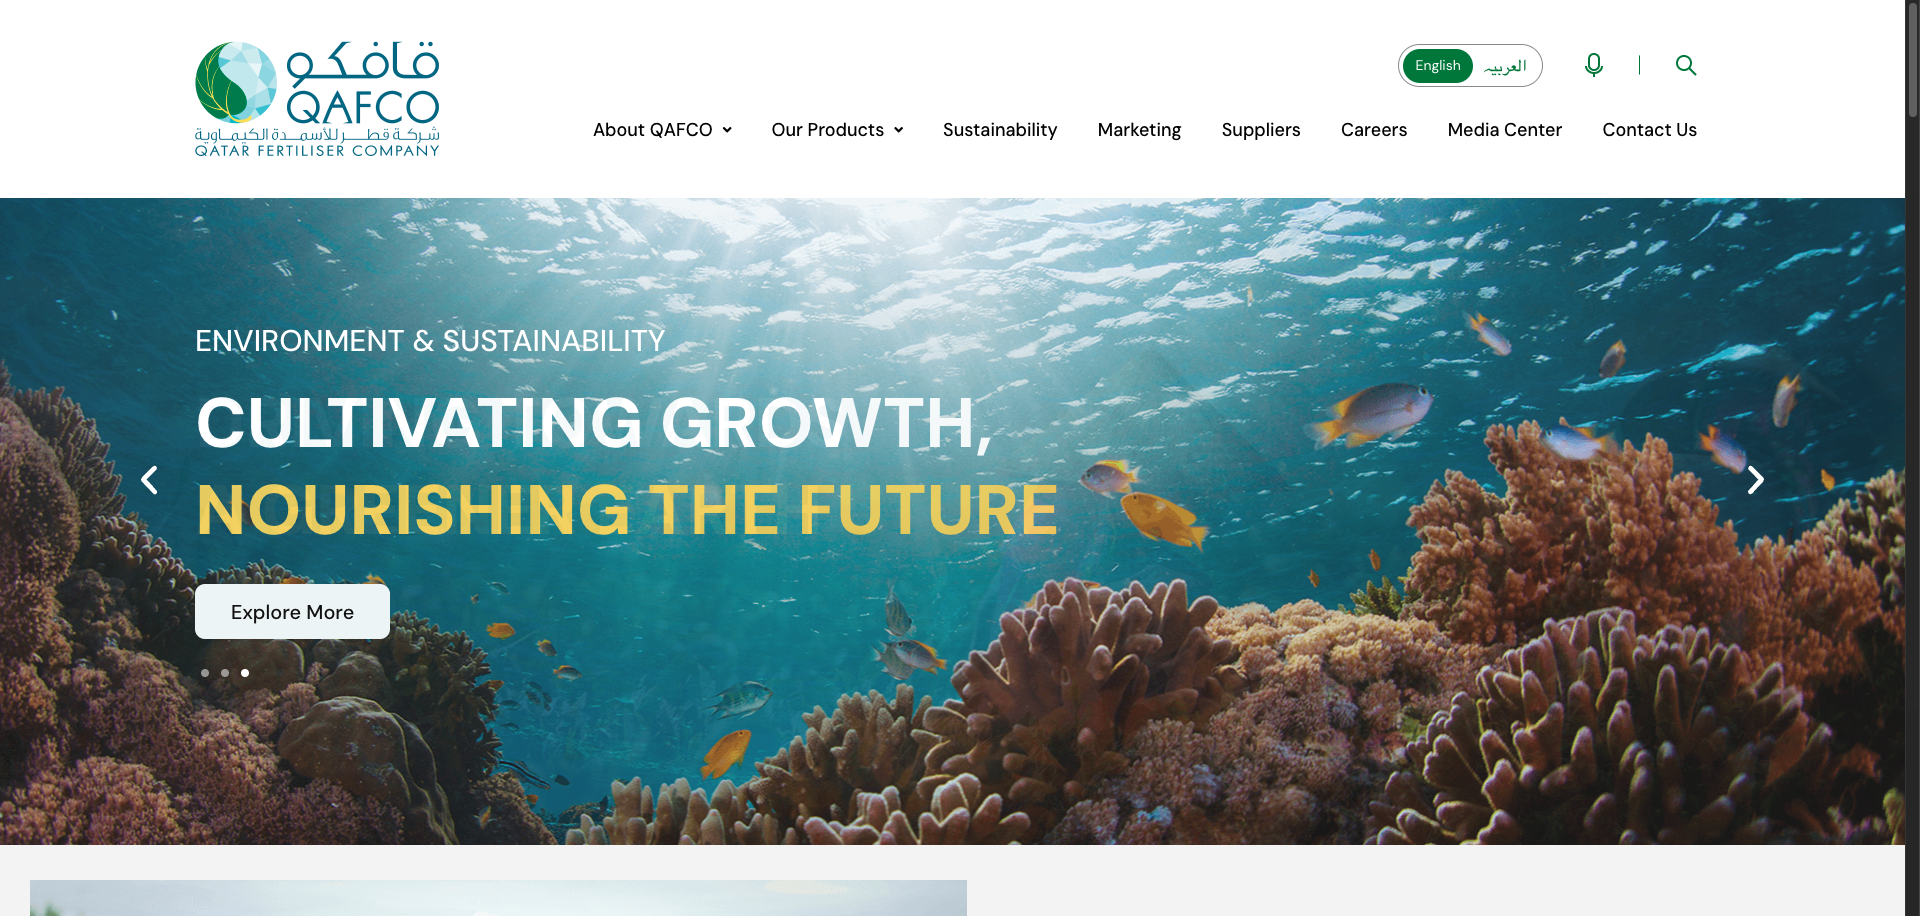 قافكو
QAFCO
شركة قطر للأسمدة الكيماوية
QATAR FERTILISER COMPANY
English
العربية
About QAFCO
Our Products
Sustainability
Marketing
Suppliers
Careers
Media Center
Contact Us
ENVIRONMENT & SUSTAINABILITY
CULTIVATING GROWTH,
NOURISHING THE FUTURE
Explore More